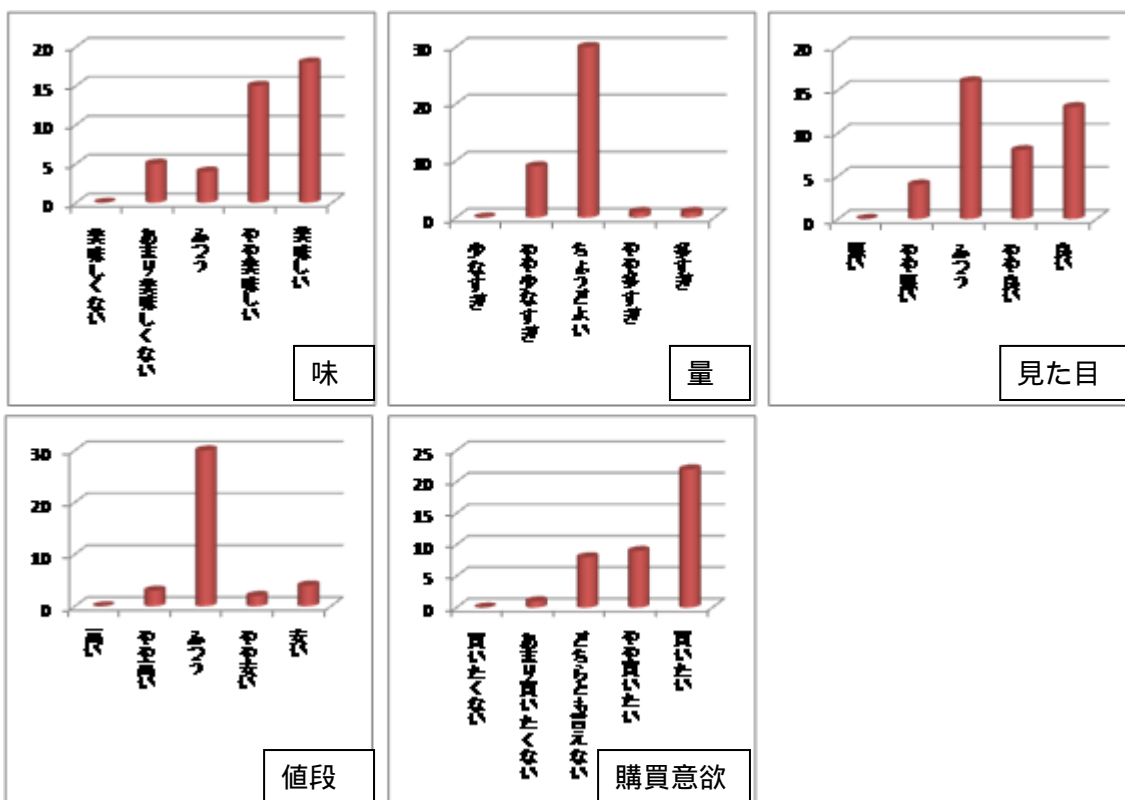 20
15
10
5
0
美味しくない
あまり美味しくない
ふつう
やや美味しい
美味しい
味
30
20
10
0
少なすぎ
やや少なすぎ
ちょうどよい
やや多すぎ
多すぎ
量
20
15
10
5
0
悪い
やや悪い
ふつう
やや良い
良い
見た目
30
20
10
0
高い
やや高い
ふつう
やや安い
安い
値段
25
20
15
10
5
0
買いたくない
あまり買いたくない
どちらとも言えない
やや買いたい
買いたい
購買意欲